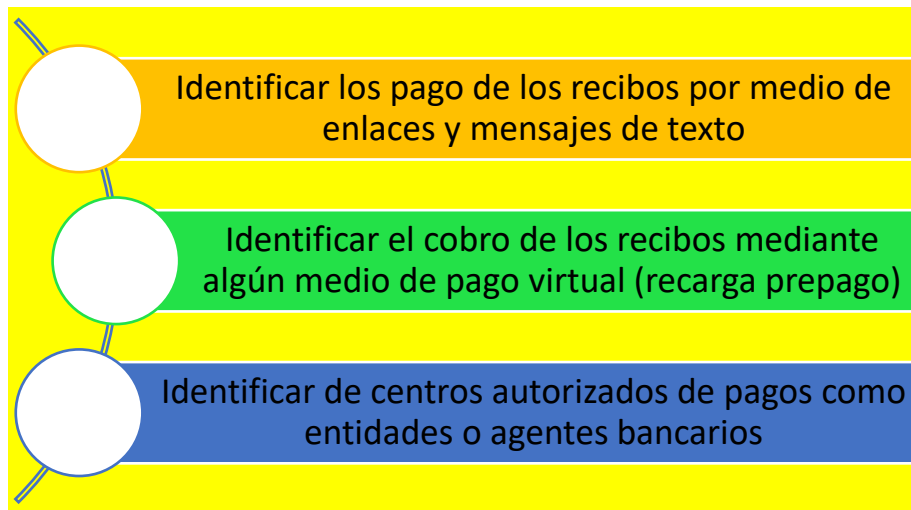 Identificar los pago de los recibos por medio de
enlaces y mensajes de texto
Identificar el cobro de los recibos mediante
algún medio de pago virtual (recarga prepago)
Identificar de centros autorizados de pagos como
entidades o agentes bancarios